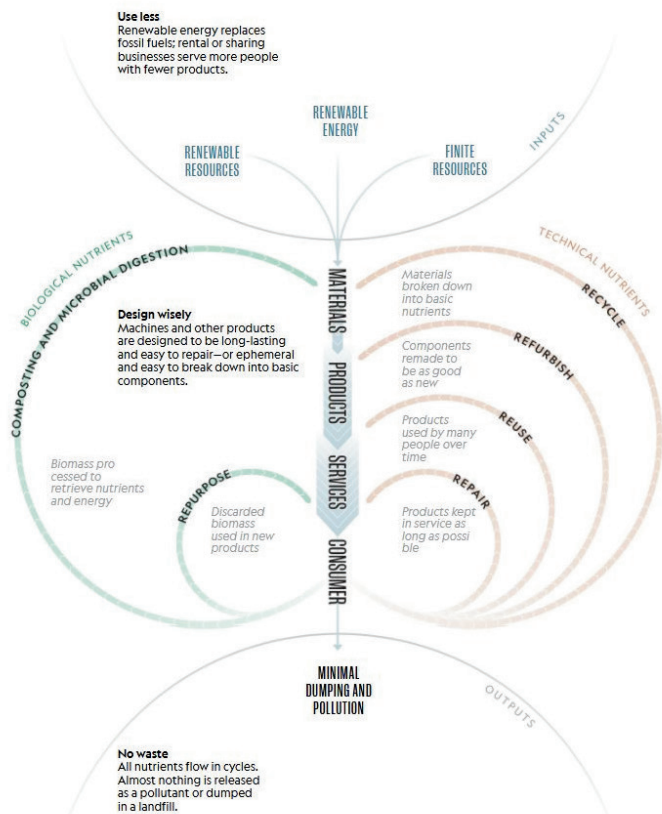 Use less
Renewable energy replaces
fossil fuels; rental or sharing
businesses serve more people
with fewer products.
RENEWABLE
ENERGY
RENEWABLE
RESOURCES
FINITE
RESOURCES
INPUTS
BIOLOGICAL NUTRIENTS
TECHNICAL NUTRIENTS
COMPOSTING AND MICROBIAL DIGESTION
MATERIALS
Materials
broken down
into basic
nutrients
RECYCLE
Design wisely
Machines and other products
are designed to be long-lasting
and easy to repair—or ephemeral
and easy to break down into basic
components.
PRODUCTS
Components
remade to
be as good
as new
REFURBISH
Products
used by many
people over
time
REUSE
SERVICES
Biomass pro
cessed to
retrieve nutrients
and energy
REPURPOSE
Discarded
biomass
used in new
products
REPAIR
Products kept
in service as
long as possi
ble
CONSUMER
MINIMAL
DUMPING AND
POLLUTION
OUTPUTS
No waste
All nutrients flow in cycles.
Almost nothing is released
as a pollutant or dumped
in a landfill.